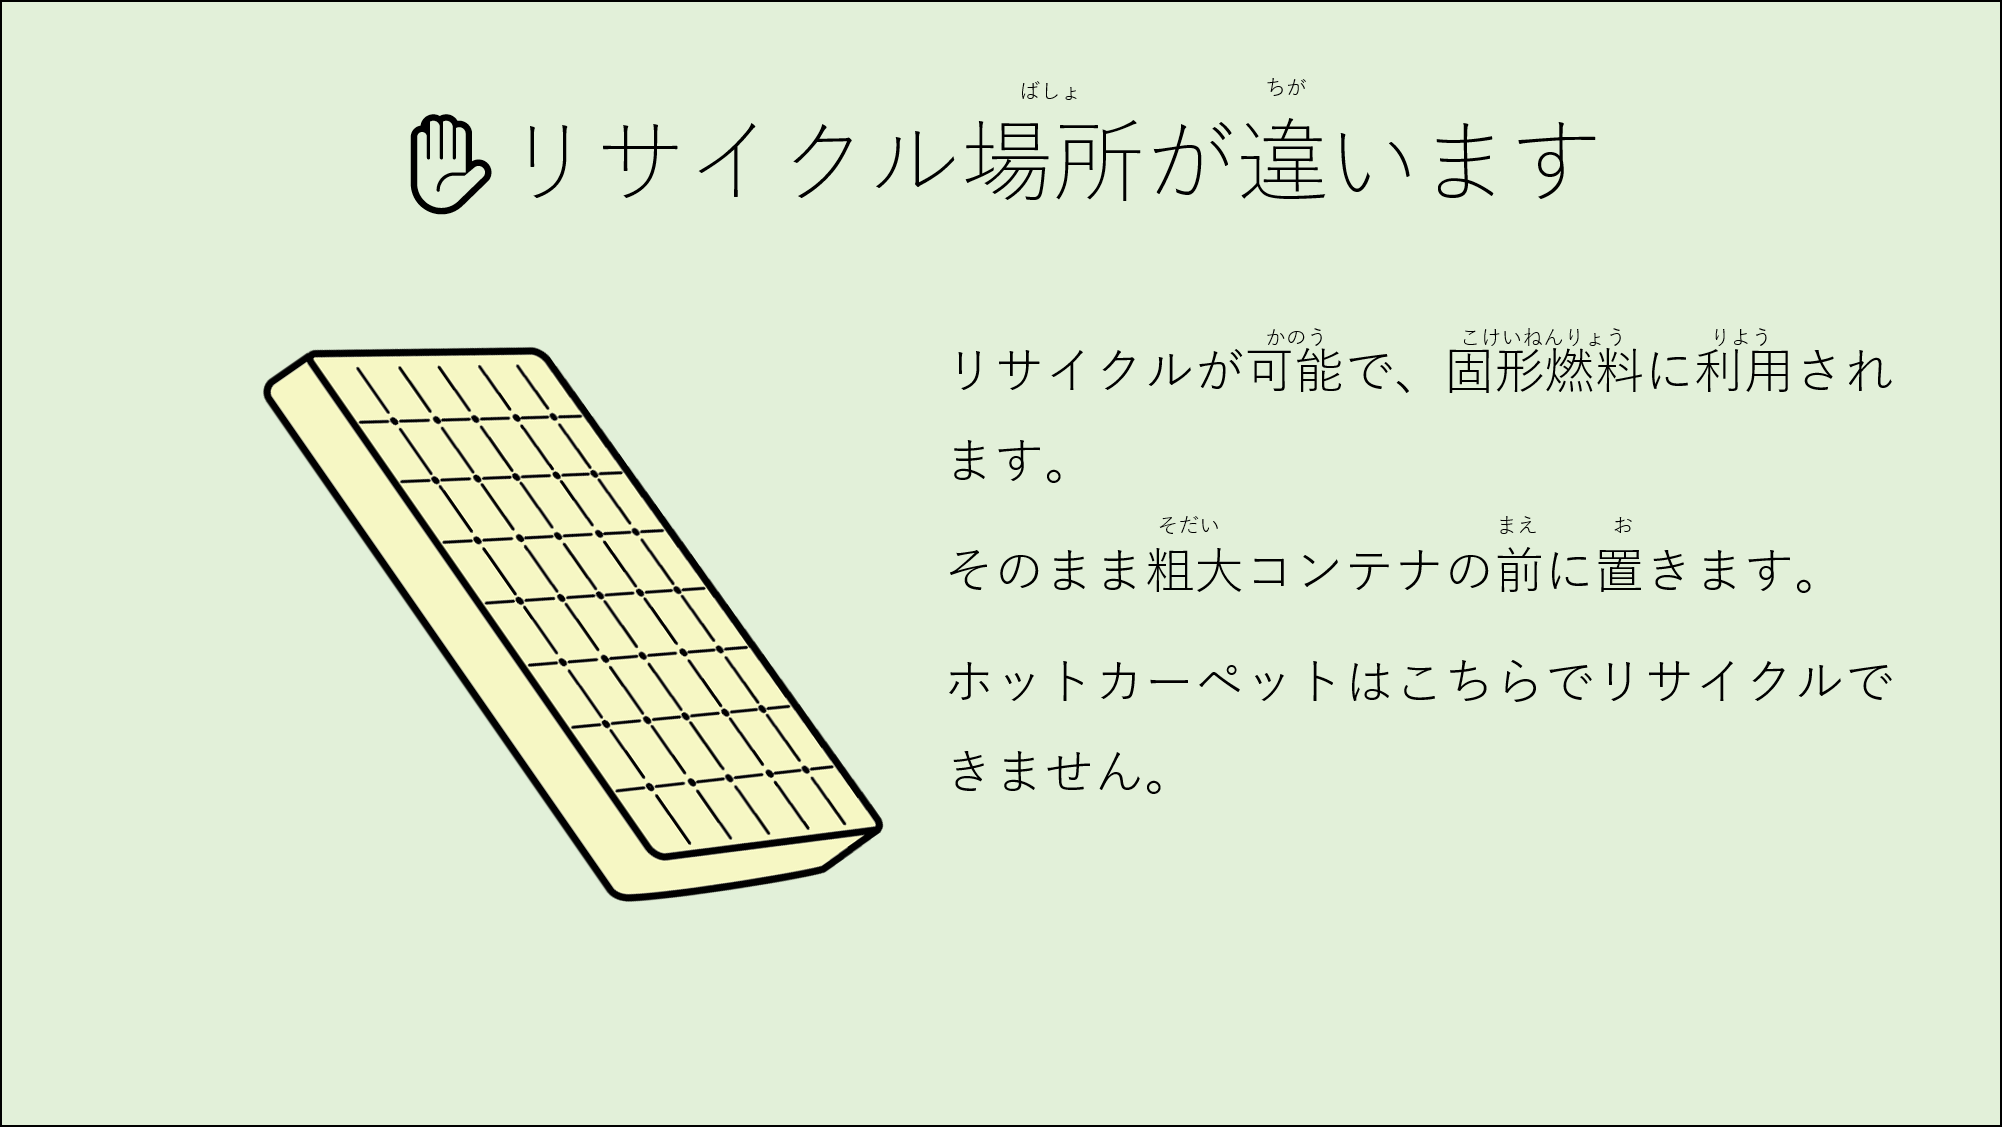 ばしょ ちが
リサイクル場所が違います
かのう こけいねんりょう りよう
リサイクルが可能で、固形燃料に利用され
ます。
そだい まえ お
そのまま粗大コンテナの前に置きます。
ホットカーペットはこちらでリサイクルで
きません。